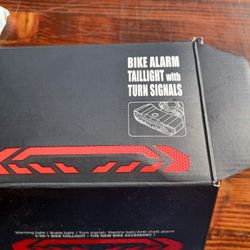 BIKE ALARM
TAILLIGHT with
TURN SIGNALS
Warning light / Brake light / Turn signal / Electric bell / Anti-theft alarm
5-IN-1 BIKE TAILLIGHT - THE NEW BIKE ACCESSORY!